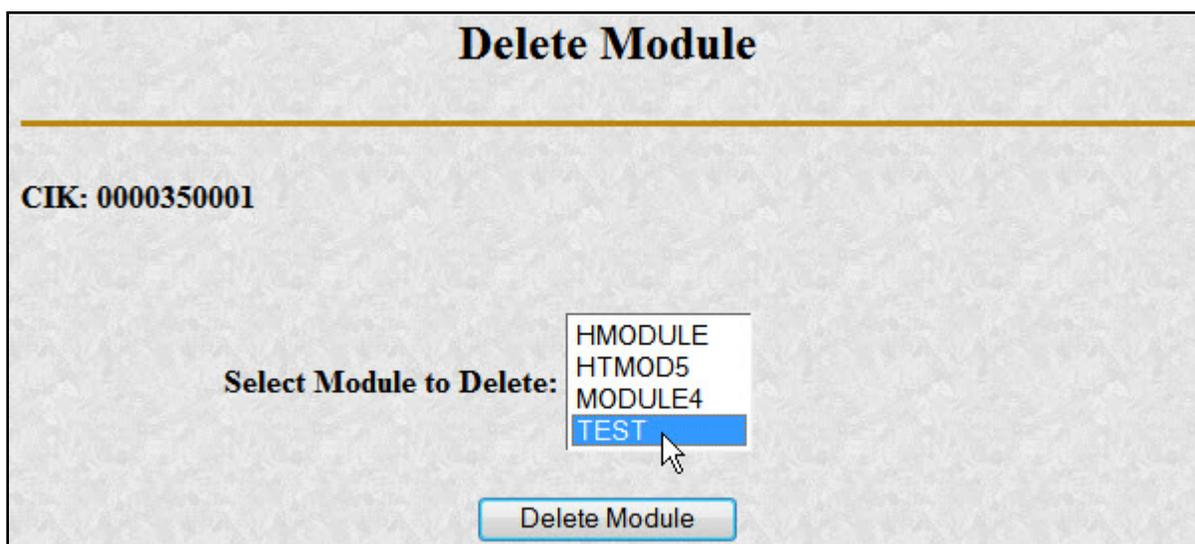 Delete Module
CIK: 0000350001
Select Module to Delete:
HMODULE
HTMOD5
MODULE4
TEST
Delete Module